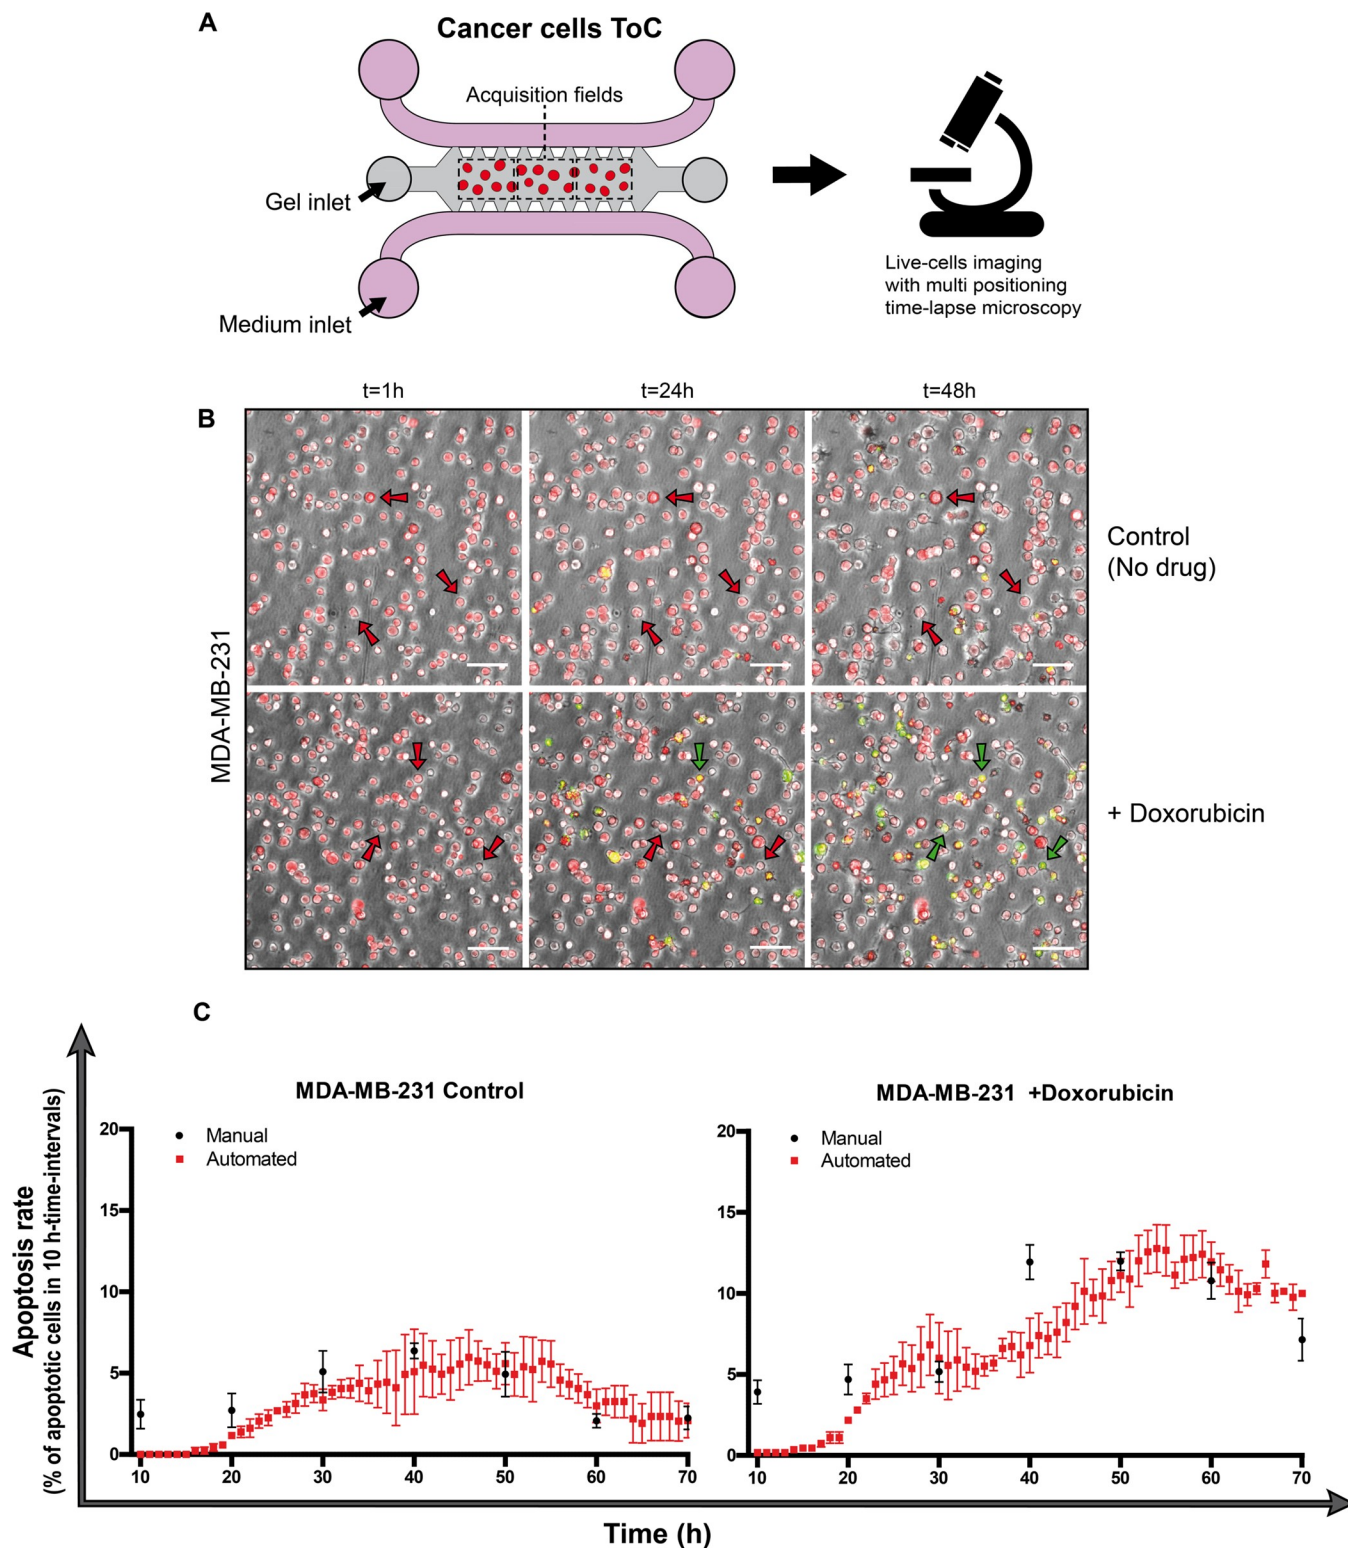 A
Cancer cells ToC
Acquisition fields
Gel inlet
Medium inlet
Live-cells imaging
with multi positioning
time-lapse microscopy
B
t=1h
t=24h
t=48h
MDA-MB-231
Control
(No drug)
+ Doxorubicin
C
Apoptosis rate
(% of apoptotic cells in 10 h-time-intervals)
MDA-MB-231 Control
Manual
Automated
20
15
10
5
0
10 20 30 40 50 60 70
MDA-MB-231 +Doxorubicin
Manual
Automated
20
15
10
5
0
10 20 30 40 50 60 70
Time (h)